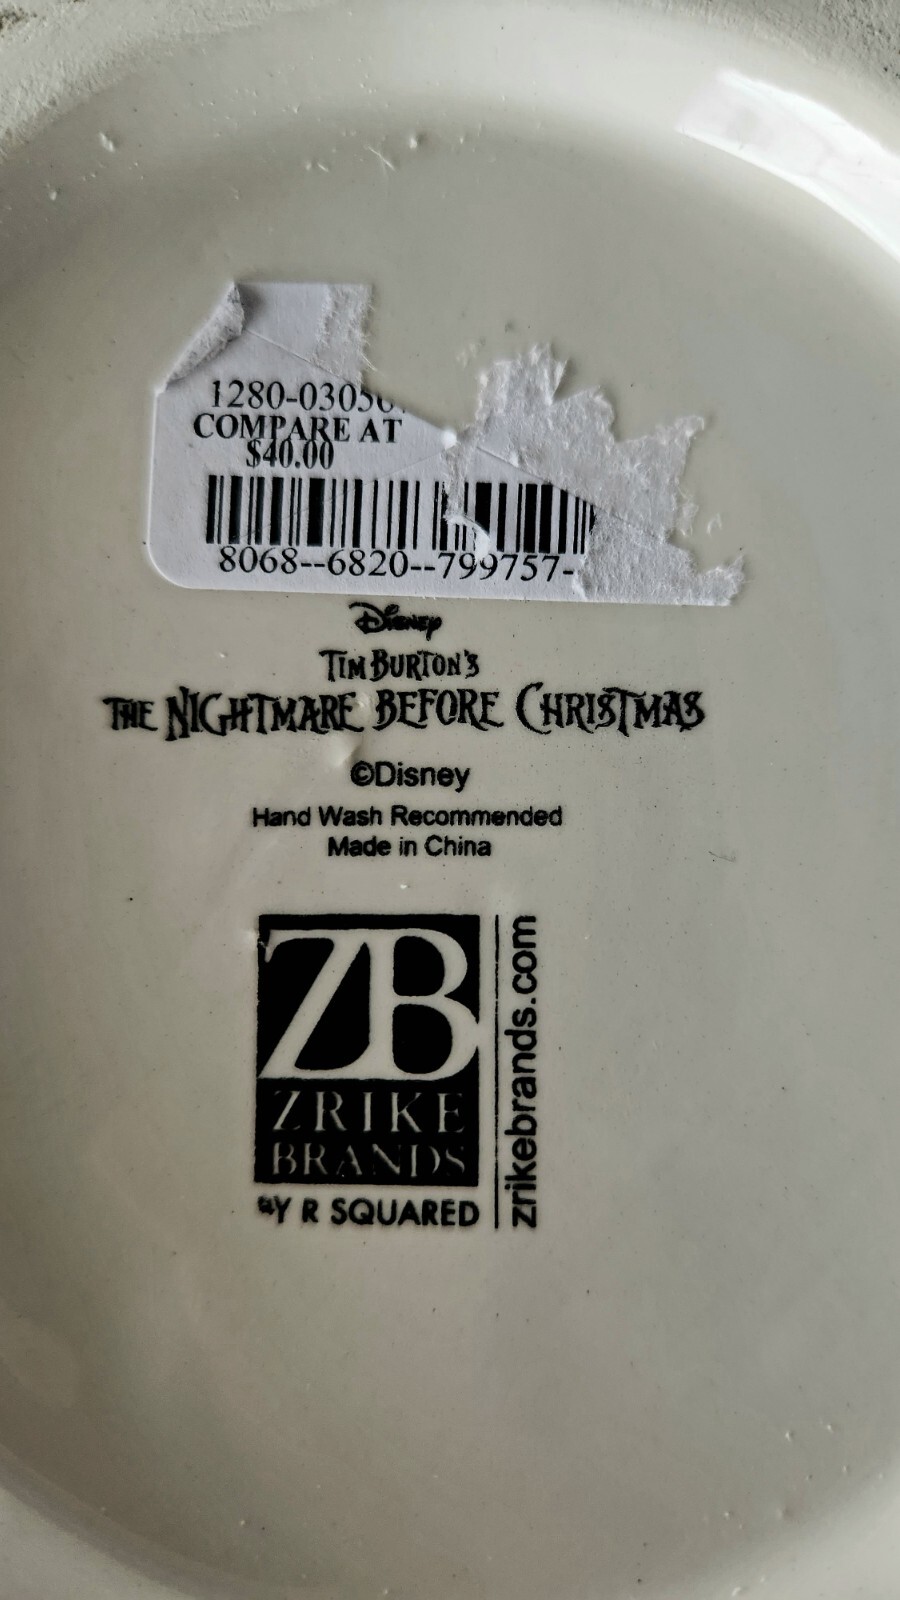 1280-03056
COMPARE AT
$40.00
8068--6820--799757-
Disney
TIM BURTON'S
THE NIGHTMARE BEFORE CHRISTMAS
©Disney
Hand Wash Recommended
Made in China
ZB
ZRIKE
BRANDS
BY R SQUARED
zrikebrands.com